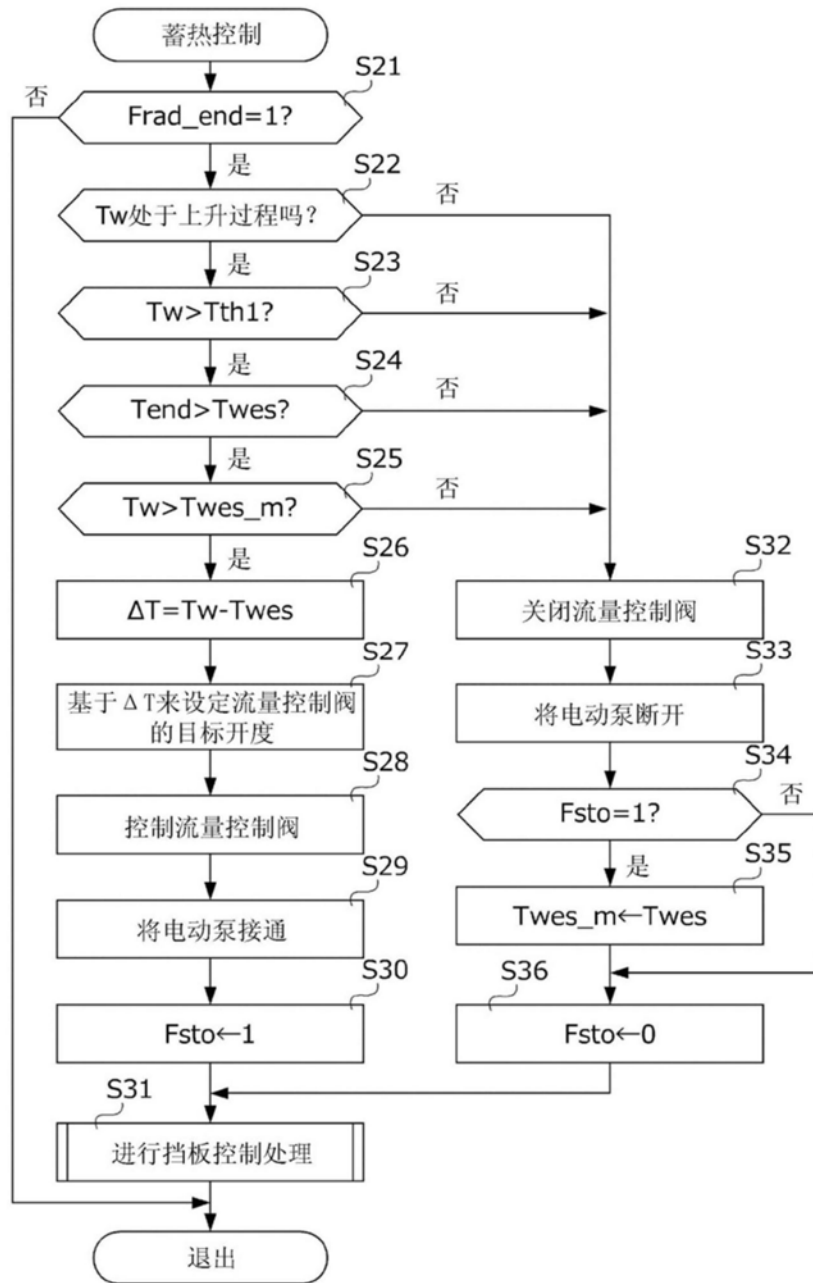 蓄热控制
S21
否
Frad_end=1?
是
S22
Tw处于上升过程吗？
否
是
S23
Tw>Tth1?
否
是
S24
Tend>Twes?
否
是
S25
Tw>Twes_m?
否
是
S26
ΔT=Tw-Twes
S27
基于ΔT来设定流量控制阀
的目标开度
S28
控制流量控制阀
S29
将电动泵接通
S30
Fsto←1
S32
关闭流量控制阀
S33
将电动泵断开
S34
Fsto=1?
否
是
S35
Twes_m←Twes
S36
Fsto←0
S31
进行挡板控制处理
退出